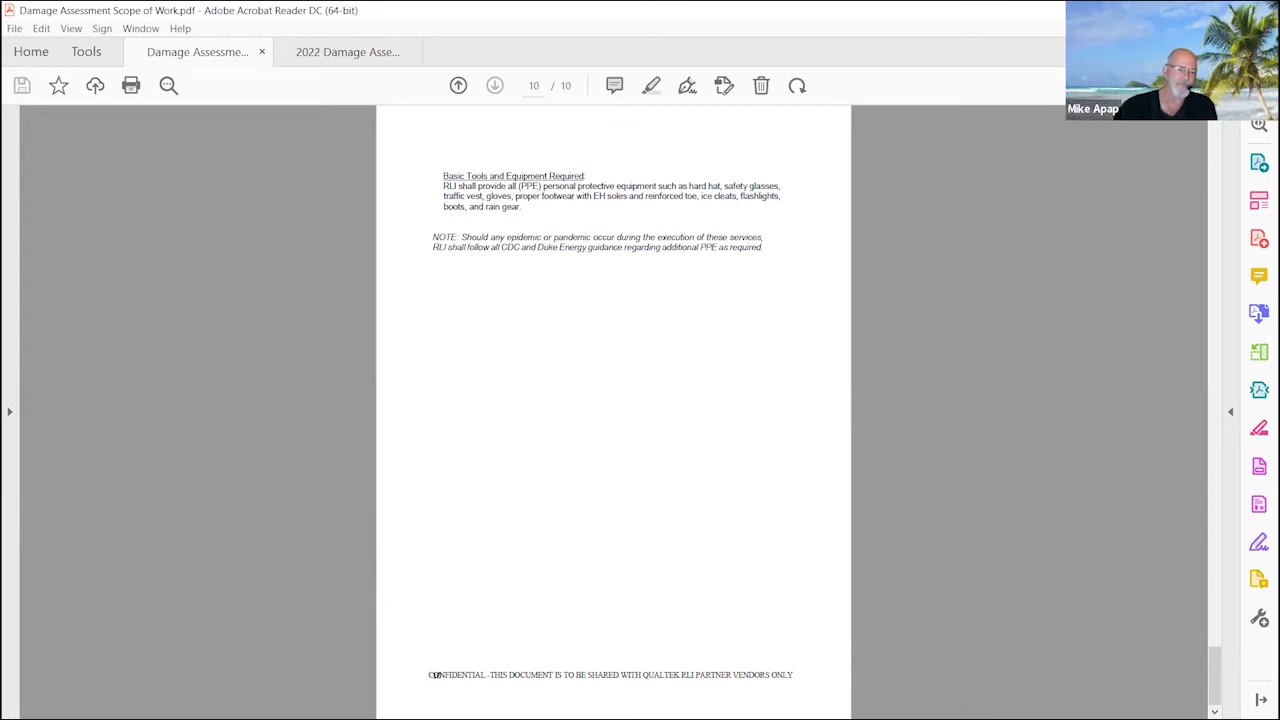 Damage Assessment Scope of Work.pdf - Adobe Acrobat Reader DC (64-bit)
File Edit View Sign Window Help
Home Tools Damage Assessme... × 2022 Damage Asse...
10 / 10
Mike Apap
Basic Tools and Equipment Required:
RLI shall provide all (PPE) personal protective equipment such as hard hat, safety glasses,
traffic vest, gloves, proper footwear with EH soles and reinforced toe, ice cleats, flashlights,
boots, and rain gear.
NOTE: Should any epidemic or pandemic occur during the execution of these services,
RLI shall follow all CDC and Duke Energy guidance regarding additional PPE as required.
CONFIDENTIAL -THIS DOCUMENT IS TO BE SHARED WITH QUALTEK RLI PARTNER VENDORS ONLY